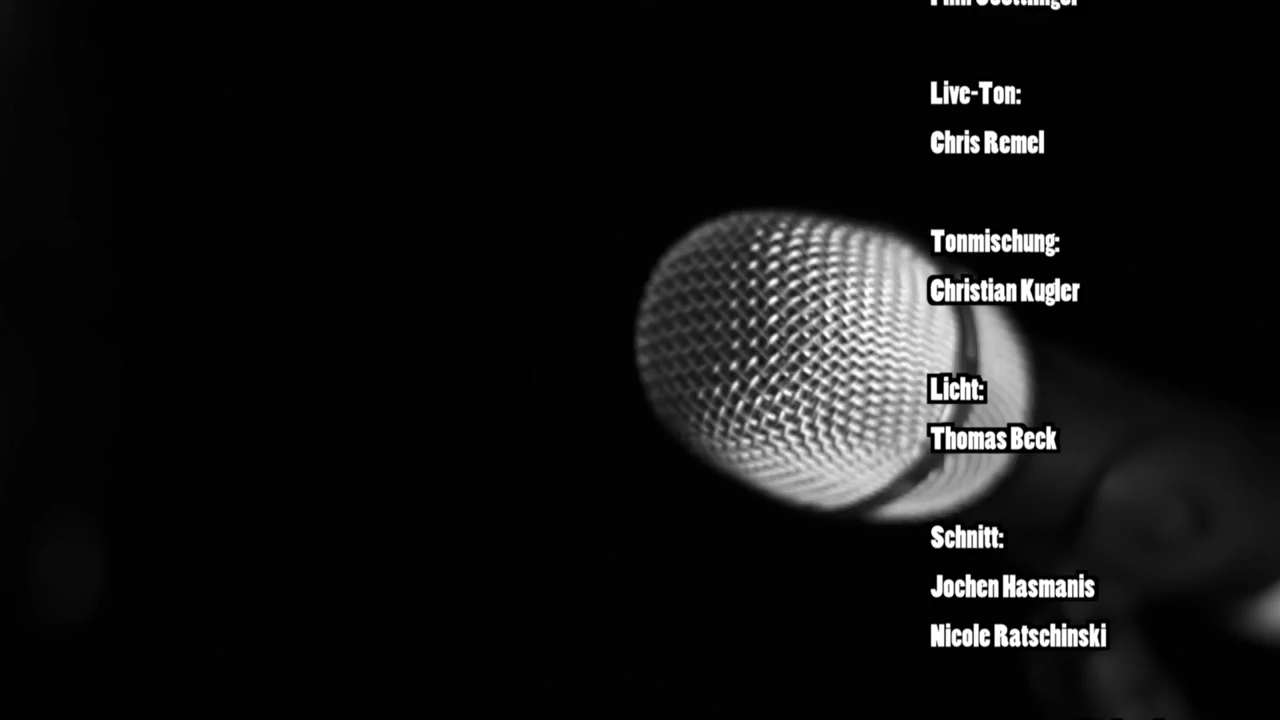 Live-Ton:
Chris Remel
Tonmischung:
Christian Kugler
Licht:
Thomas Beck
Schnitt:
Jochen Hasmanis
Nicole Ratschinski